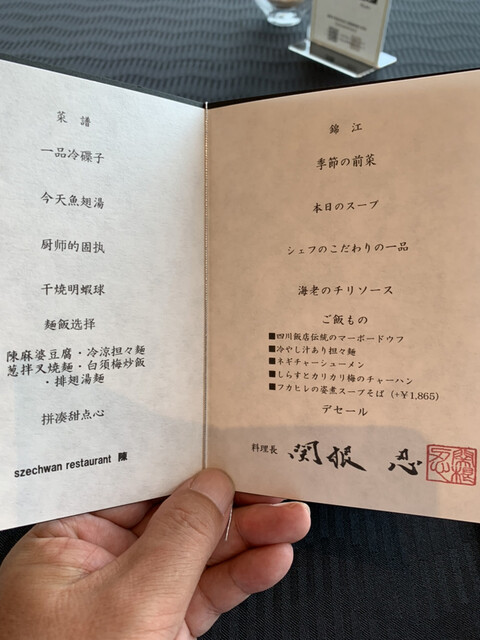 菜譜
一品冷碟子
今天魚翅湯
厨师的固执
干焼明蝦球
麺飯选择
陳麻婆豆腐・冷涼担々麺
葱拌叉焼麺・白须梅炒飯
・排翅湯麺
拼凑甜点心
szechwan restaurant 陳
錦江
季節の前菜
本日のスープ
シェフのこだわりの一品
海老のチリソース
ご飯もの
■四川飯店伝統のマーボードウフ
■冷やし汁あり担々麺
■ネギチャーシューメン
■しらすとカリカリ梅のチャーハン
■フカヒレの姿煮スープそば (+¥1,865)
デセール
料理長 関根 忍